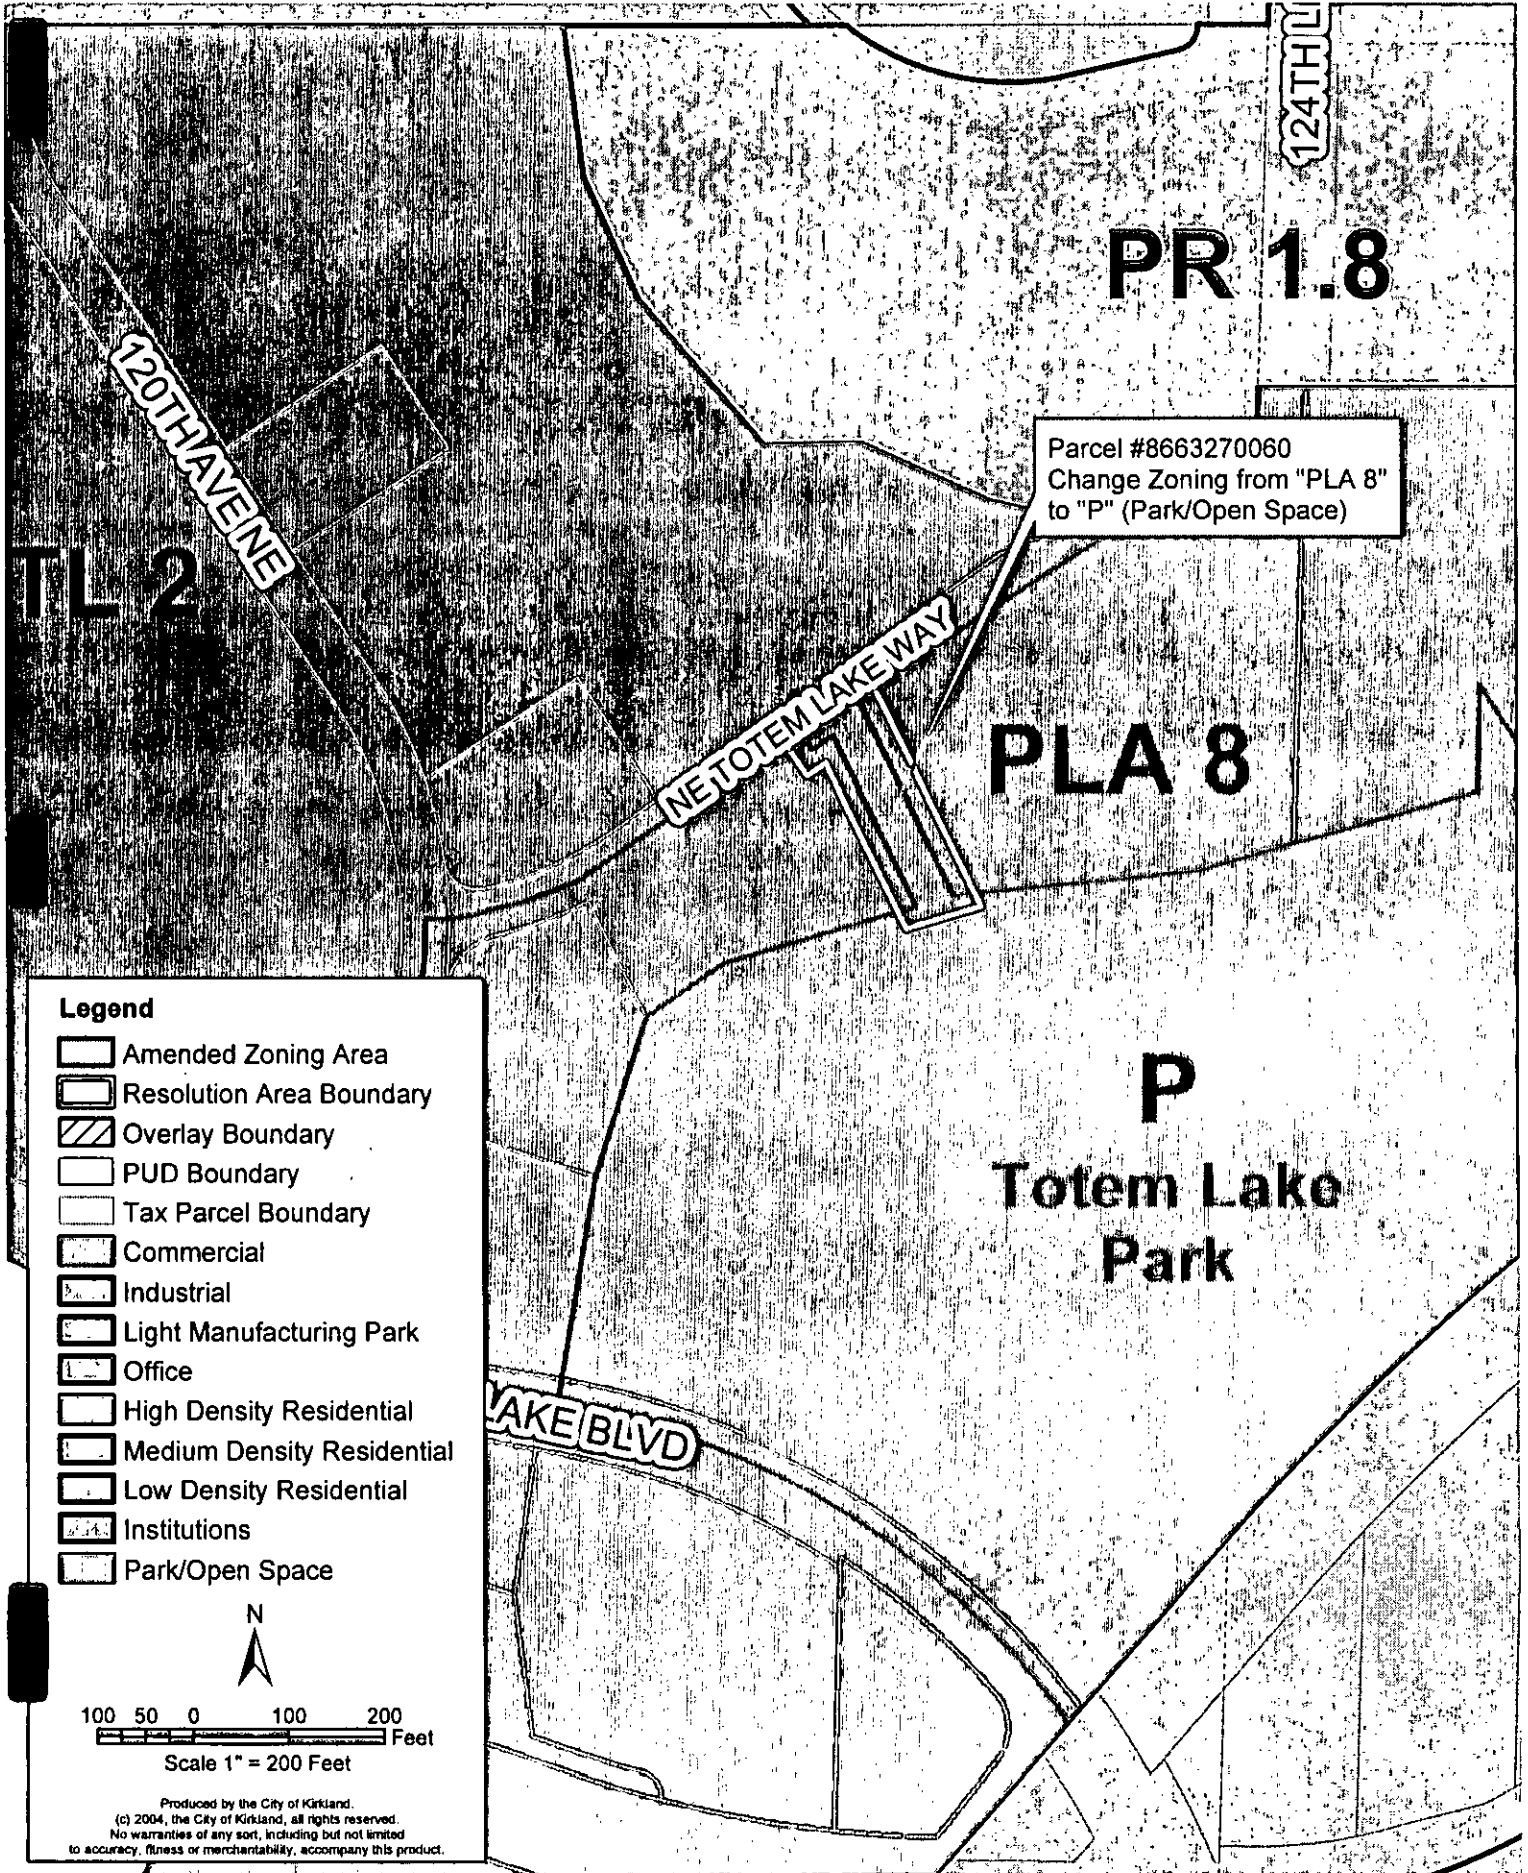 124TH L
PR 1.8
120TH AVE NE
Parcel #8663270060
Change Zoning from "PLA 8"
to "P" (Park/Open Space)
TL 2
NE TOTEM LAKE WAY
PLA 8
P
Totem Lake
Park
LAKE BLVD
Legend
Amended Zoning Area
Resolution Area Boundary
Overlay Boundary
PUD Boundary
Tax Parcel Boundary
Commercial
Industrial
Light Manufacturing Park
Office
High Density Residential
Medium Density Residential
Low Density Residential
Institutions
Park/Open Space
N
100 50 0 100 200
Feet
Scale 1" = 200 Feet
Produced by the City of Kirkland.
(c) 2004, the City of Kirkland, all rights reserved.
No warranties of any sort, including but not limited
to accuracy, fitness or merchantability, accompany this product.